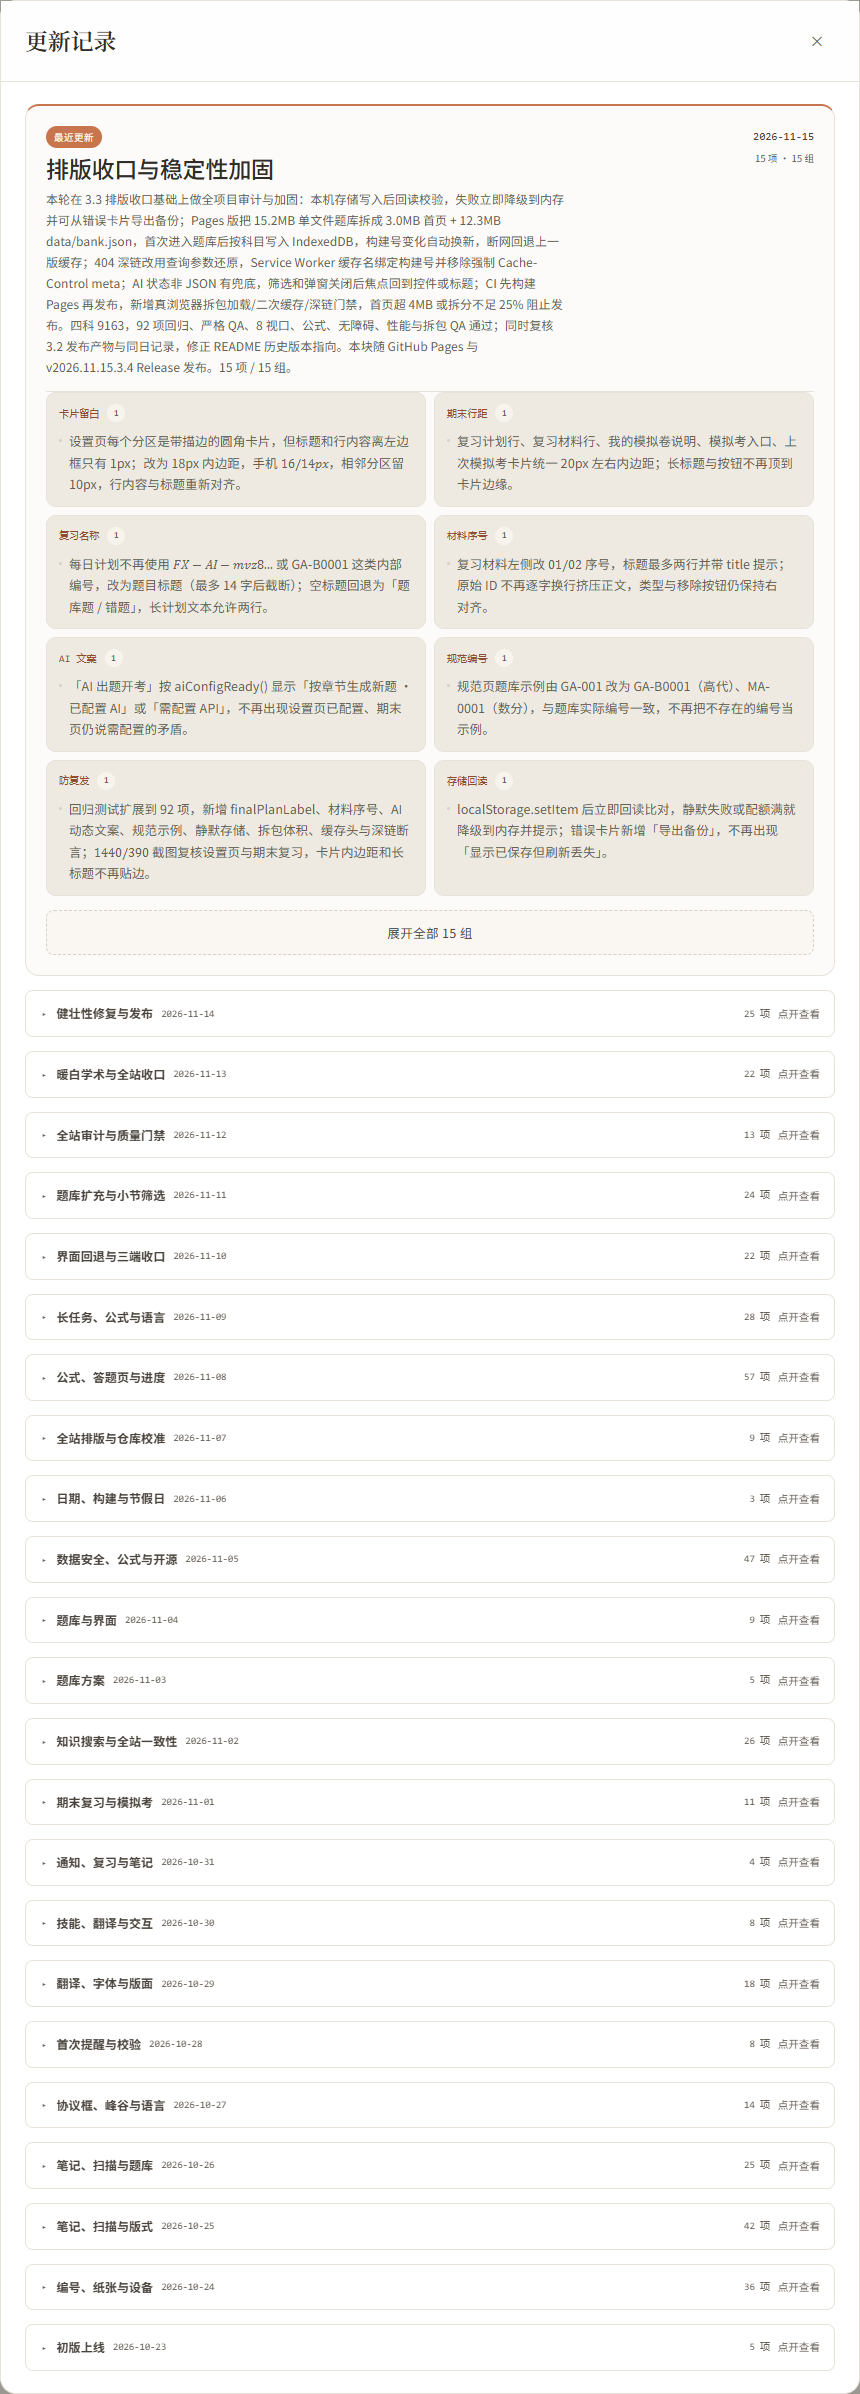 更新记录
×
最近更新
2026-11-15
排版收口与稳定性加固
15 项 · 15 组
本轮在 3.3 排版收口基础上做全项目审计与加固：本机存储写入后回读校验，失败立即降级到内存
并可从错误卡片导出备份；Pages 版把 15.2MB 单文件题库拆成 3.0MB 首页 + 12.3MB
data/bank.json，首次进入题库后按科目写入 IndexedDB，构建号变化自动换新，断网回退上一
版缓存；404 深链改用查询参数还原，Service Worker 缓存名绑定构建号并移除强制 Cache-
Control meta；AI 状态非 JSON 有兜底，筛选和弹窗关闭后焦点回到控件或标题；CI 先构建
Pages 再发布，新增真浏览器拆包加载/二次缓存/深链门禁，首页超 4MB 或拆分不足 25% 阻止发
布。四科 9163，92 项回归、严格 QA、8 视口、公式、无障碍、性能与拆包 QA 通过；同时复核
3.2 发布产物与同日记录，修正 README 历史版本指向。本块随 GitHub Pages 与
v2026.11.15.3.4 Release 发布。15 项 / 15 组。
卡片留白 1
设置页每个分区是带描边的圆角卡片，但标题和行内容离左边
框只有 1px；改为 18px 内边距，手机 16/14px，相邻分区留
10px，行内容与标题重新对齐。
期末行距 1
复习计划行、复习材料行、我的模拟卷说明、模拟考入口、上
次模拟考卡片统一 20px 左右内边距；长标题与按钮不再顶到
卡片边缘。
复习名称 1
每日计划不再使用 FX − AI − mvz8... 或 GA-B0001 这类内部
编号，改为题目标题（最多 14 字后截断）；空标题回退为「题
库题 / 错题」，长计划文本允许两行。
材料序号 1
复习材料左侧改 01/02 序号，标题最多两行并带 title 提示；
原始 ID 不再逐字换行挤压正文，类型与移除按钮仍保持右
对齐。
AI 文案 1
「AI 出题开考」按 aiConfigReady() 显示「按章节生成新题 ·
已配置 AI」或「需配置 API」，不再出现设置页已配置、期末
页仍说需配置的矛盾。
规范编号 1
规范页题库示例由 GA-001 改为 GA-B0001（高代）、MA-
0001（数分），与题库实际编号一致，不再把不存在的编号当
示例。
防复发 1
回归测试扩展到 92 项，新增 finalPlanLabel、材料序号、AI
动态文案、规范示例、静默存储、拆包体积、缓存头与深链断
言；1440/390 截图复核设置页与期末复习，卡片内边距和长
标题不再贴边。
存储回读 1
localStorage.setItem 后立即回读比对，静默失败或配额满就
降级到内存并提示；错误卡片新增「导出备份」，不再出现
「显示已保存但刷新丢失」。
展开全部 15 组
健壮性修复与发布 2026-11-14 25 项 点开查看
暖白学术与全站收口 2026-11-13 22 项 点开查看
全站审计与质量门禁 2026-11-12 13 项 点开查看
题库扩充与小节筛选 2026-11-11 24 项 点开查看
界面回退与三端收口 2026-11-10 22 项 点开查看
长任务、公式与语言 2026-11-09 28 项 点开查看
公式、答题页与进度 2026-11-08 57 项 点开查看
全站排版与仓库校准 2026-11-07 9 项 点开查看
日期、构建与节假日 2026-11-06 3 项 点开查看
数据安全、公式与开源 2026-11-05 47 项 点开查看
题库与界面 2026-11-04 9 项 点开查看
题库方案 2026-11-03 5 项 点开查看
知识搜索与全站一致性 2026-11-02 26 项 点开查看
期末复习与模拟考 2026-11-01 11 项 点开查看
通知、复习与笔记 2026-10-31 4 项 点开查看
技能、翻译与交互 2026-10-30 8 项 点开查看
翻译、字体与版面 2026-10-29 18 项 点开查看
首次提醒与校验 2026-10-28 8 项 点开查看
协议框、峰谷与语言 2026-10-27 14 项 点开查看
笔记、扫描与题库 2026-10-26 25 项 点开查看
笔记、扫描与版式 2026-10-25 42 项 点开查看
编号、纸张与设备 2026-10-24 36 项 点开查看
初版上线 2026-10-23 5 项 点开查看